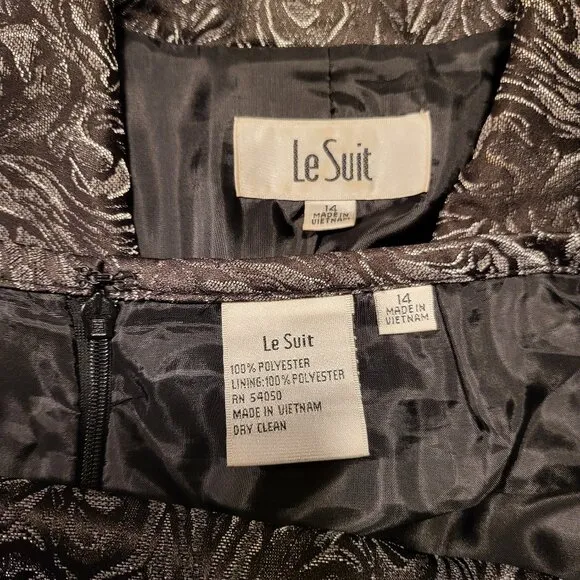 Le Suit
14
MADE IN
VIETNAM
14
MADE IN
VIETNAM
Le Suit
100% POLYESTER
LINING:100% POLYESTER
RN 54050
MADE IN VIETNAM
DRY CLEAN